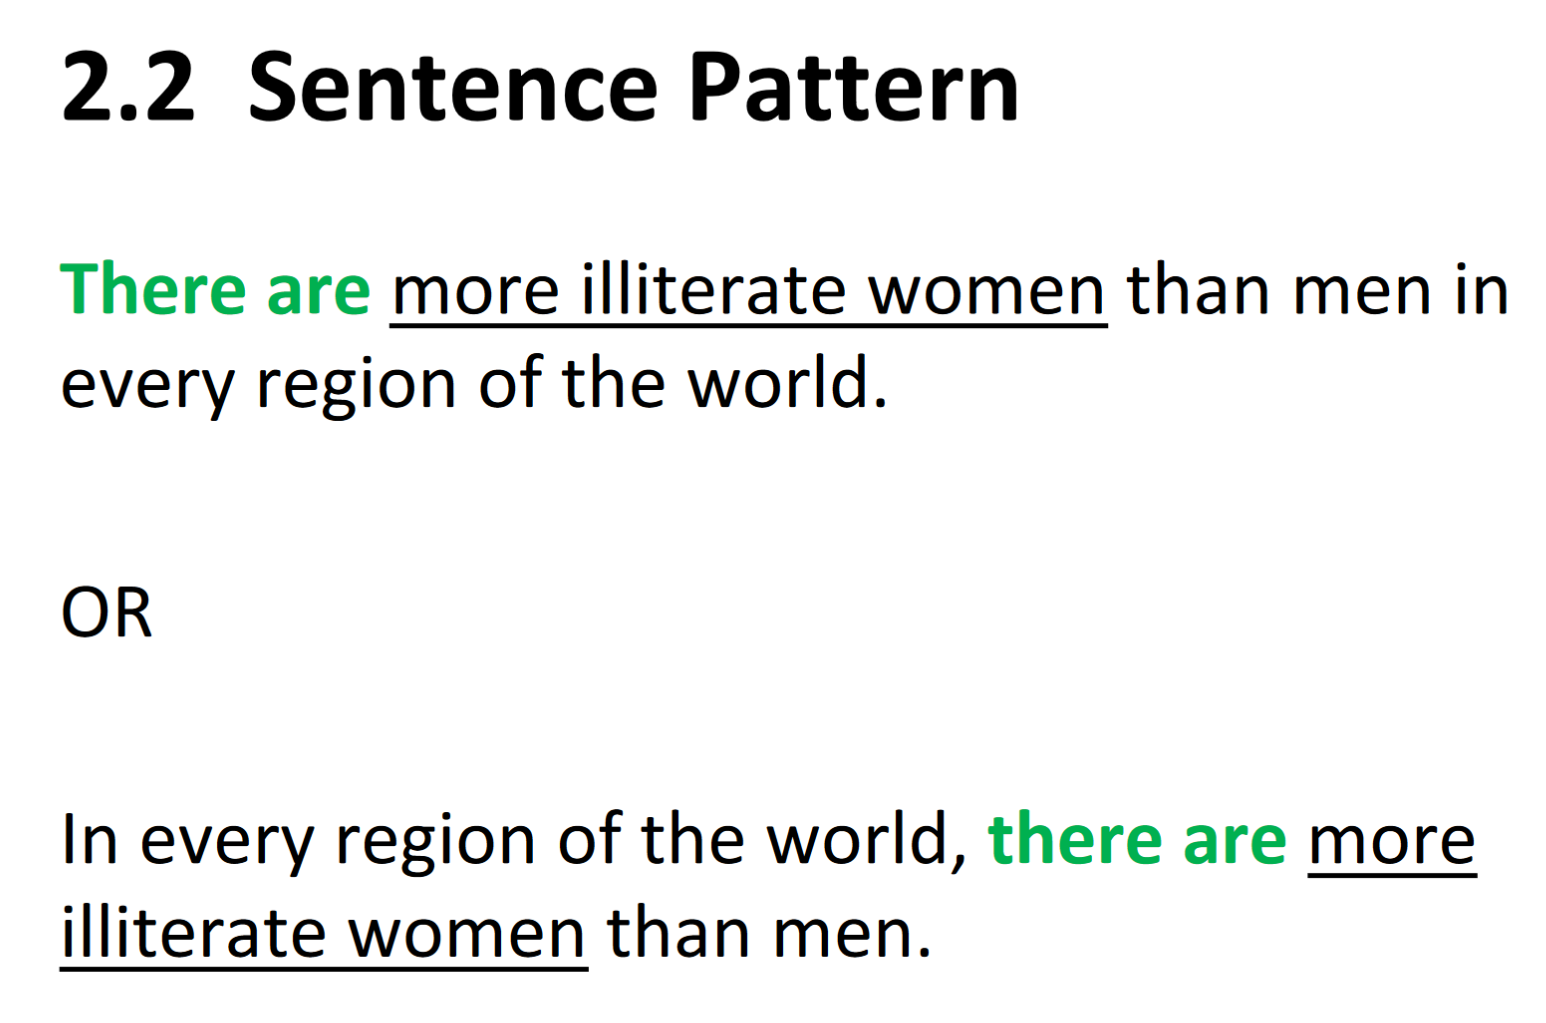 2.2 Sentence Pattern
There are more illiterate women than men in
every region of the world.
OR
In every region of the world, there are more
illiterate women than men.